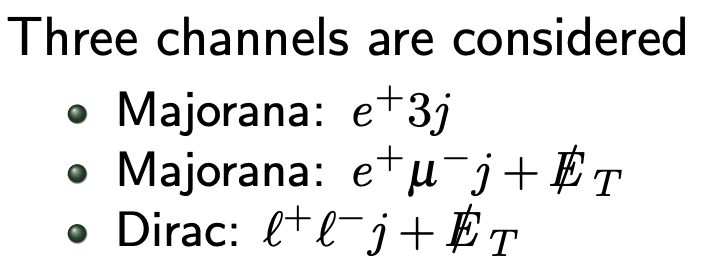 Three channels are considered
• Majorana: e⁺3j
• Majorana: e⁺μ⁻j + E̸_T
• Dirac: ℓ⁺ℓ⁻j + E̸_T